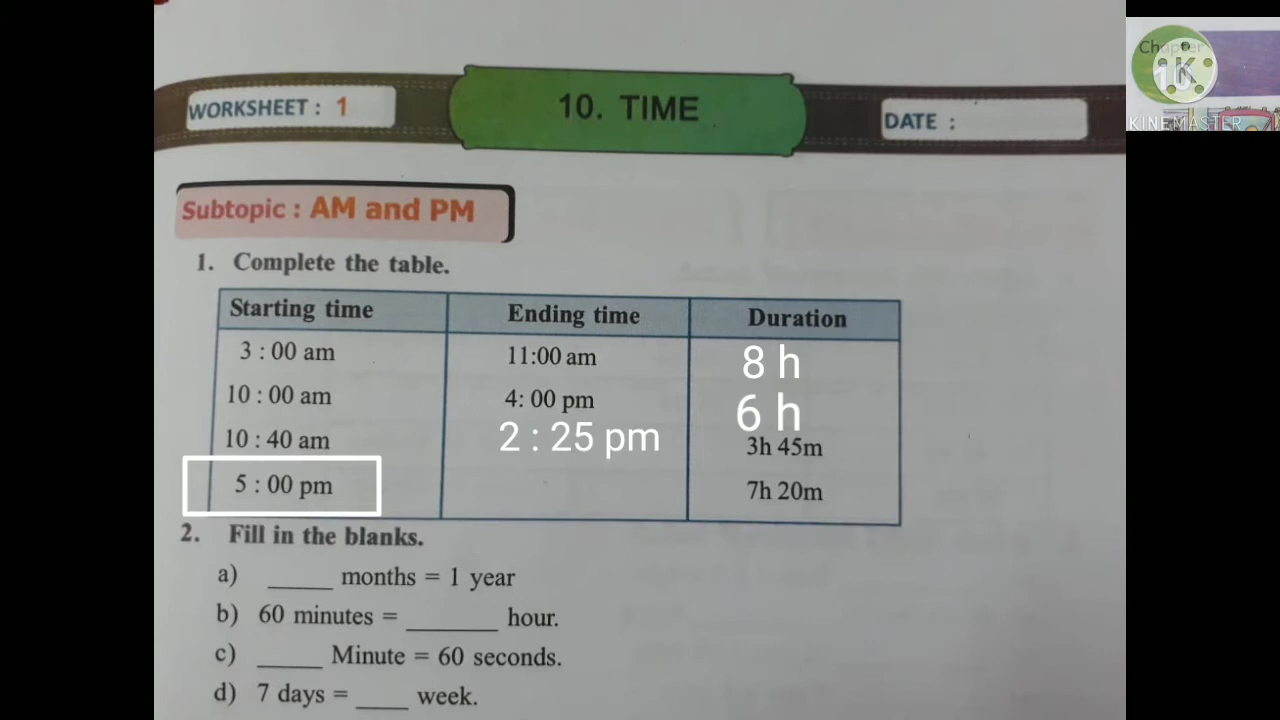 WORKSHEET : 1
10. TIME
DATE :
Chapter
10
K
KINEMASTER
Subtopic : AM and PM
1. Complete the table.
Starting time Ending time Duration
3 : 00 am 11:00 am 8 h
10 : 00 am 4: 00 pm 6 h
10 : 40 am 2 : 25 pm 3h 45m
5 : 00 pm 7h 20m
2. Fill in the blanks.
a) _____ months = 1 year
b) 60 minutes = _______ hour.
c) _____ Minute = 60 seconds.
d) 7 days = ____ week.